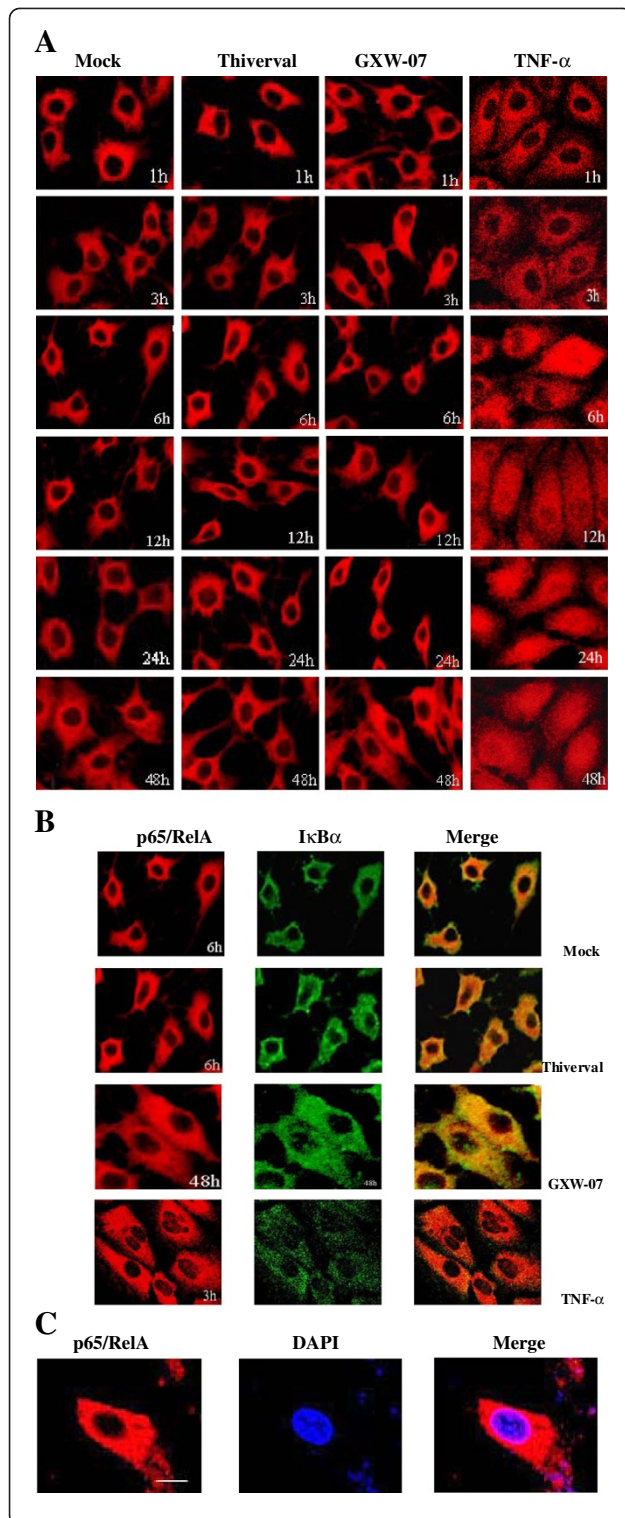 A
Mock Thiverval GXW-07 TNF-α
1h 1h 1h 1h
3h 3h 3h 3h
6h 6h 6h 6h
12h 12h 12h 12h
24h 24h 24h 24h
48h 48h 48h 48h
B
p65/RelA IκBα Merge
6h
Mock
6h
Thiverval
48h 48h
GXW-07
3h
TNF-α
C
p65/RelA DAPI Merge